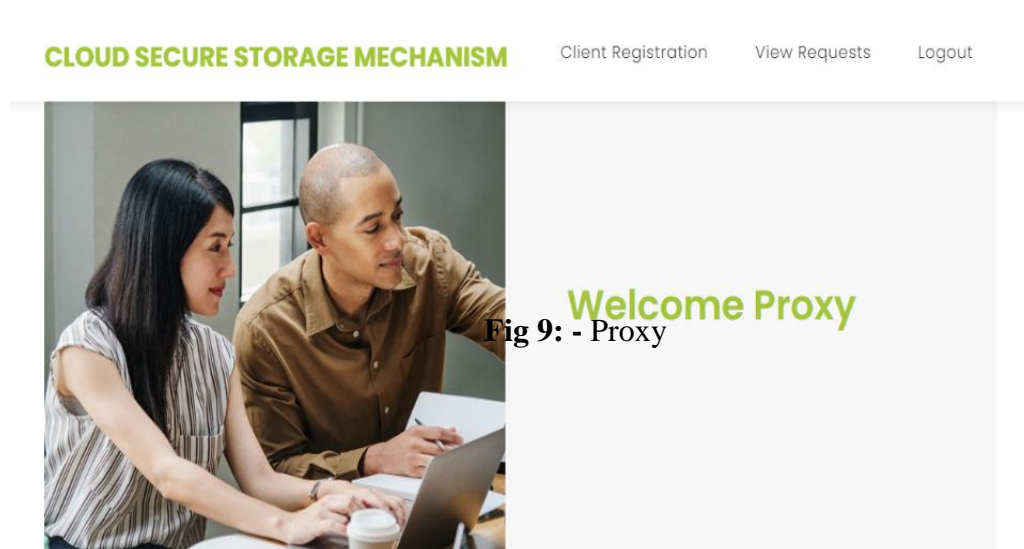 CLOUD SECURE STORAGE MECHANISM
Client Registration View Requests Logout
Welcome Proxy
Fig 9: - Proxy